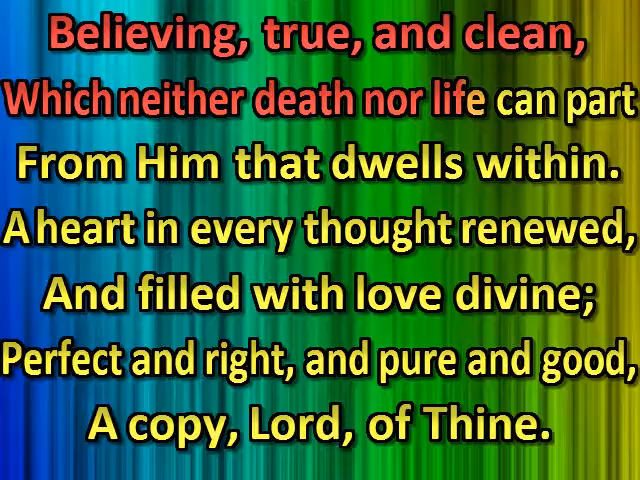 Believing, true, and clean,
Which neither death nor life can part
From Him that dwells within.
A heart in every thought renewed,
And filled with love divine;
Perfect and right, and pure and good,
A copy, Lord, of Thine.